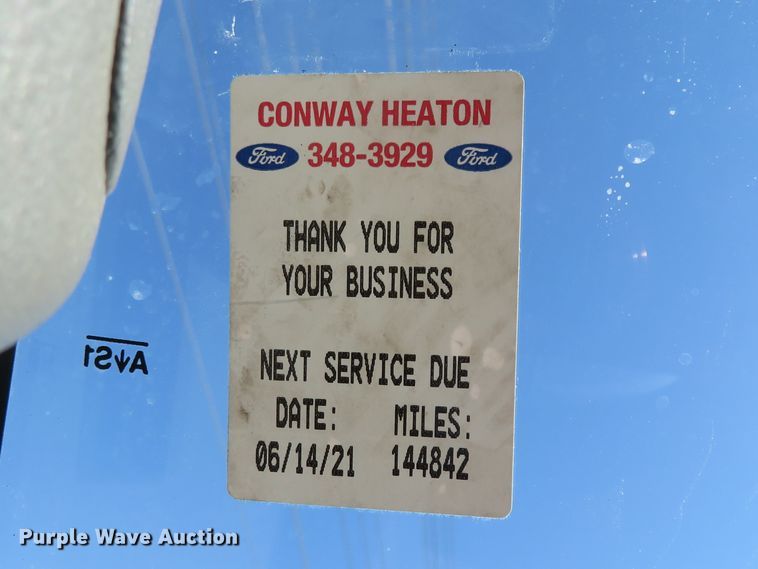 CONWAY HEATON
Ford 348-3929 Ford
THANK YOU FOR
YOUR BUSINESS
NEXT SERVICE DUE
DATE: MILES:
06/14/21 144842
AS1
Purple Wave Auction